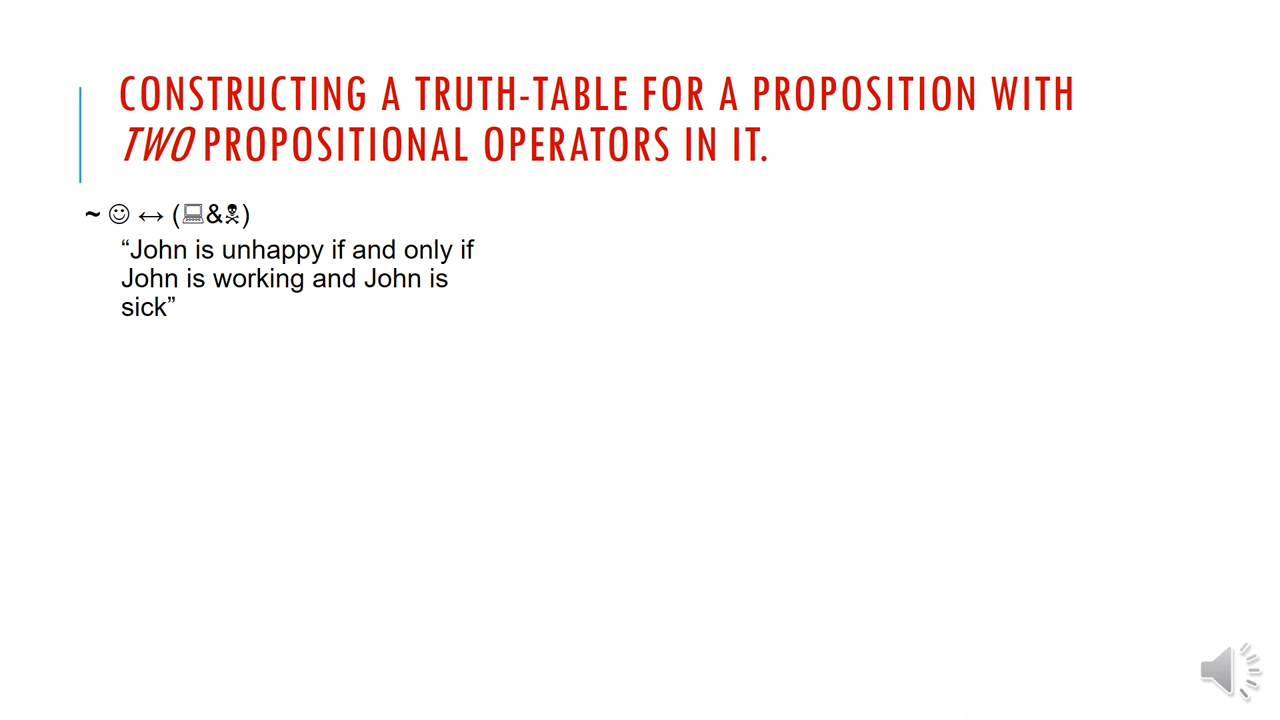 CONSTRUCTING A TRUTH-TABLE FOR A PROPOSITION WITH
TWO PROPOSITIONAL OPERATORS IN IT.
~ ☺ ↔ (💻&☠)
“John is unhappy if and only if
John is working and John is
sick”